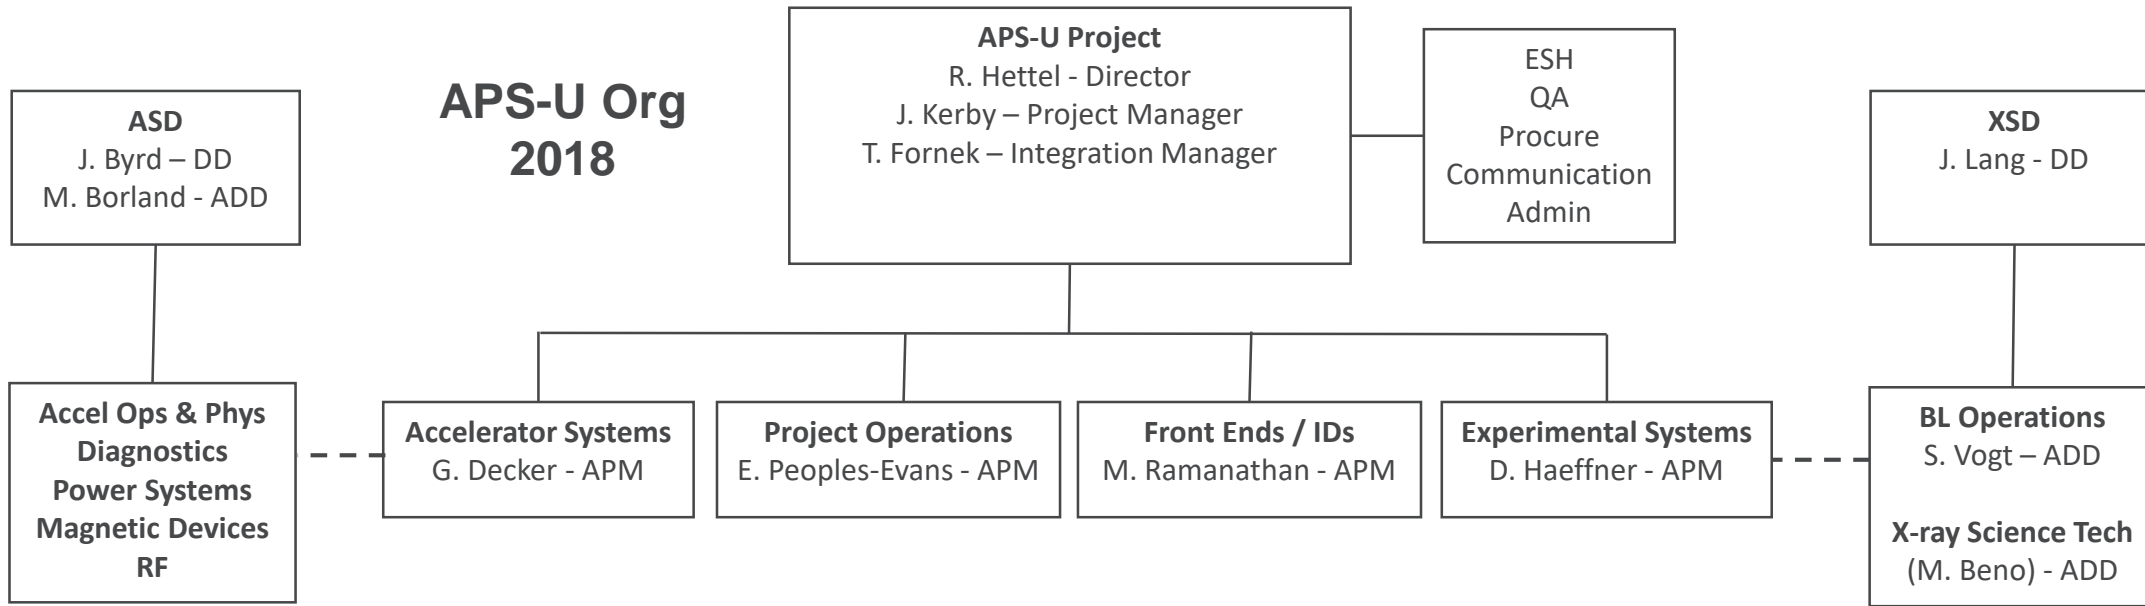 APS-U Org
2018
ASD
J. Byrd – DD
M. Borland - ADD
APS-U Project
R. Hettel - Director
J. Kerby – Project Manager
T. Fornek – Integration Manager
ESH
QA
Procure
Communication
Admin
XSD
J. Lang - DD
Accel Ops & Phys
Diagnostics
Power Systems
Magnetic Devices
RF
Accelerator Systems
G. Decker - APM
Project Operations
E. Peoples-Evans - APM
Front Ends / IDs
M. Ramanathan - APM
Experimental Systems
D. Haeffner - APM
BL Operations
S. Vogt – ADD
X-ray Science Tech
(M. Beno) - ADD